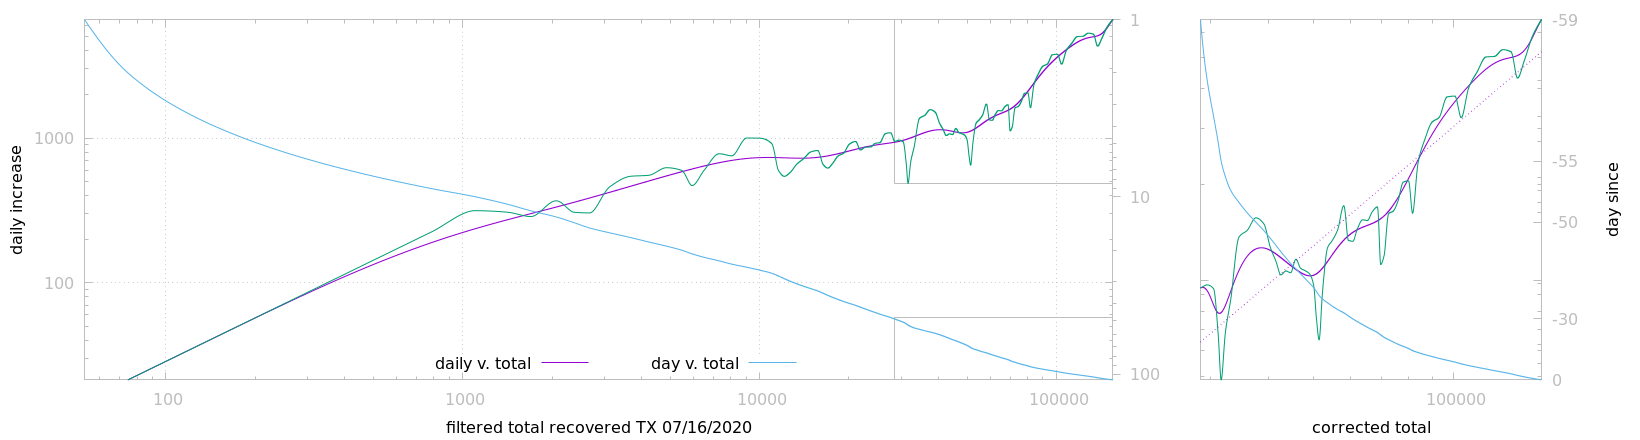 1000
100
daily increase
1
10
100
daily v. total
day v. total
100 1000 10000 100000
filtered total recovered TX 07/16/2020
-59
-55
-50
-30
0
day since
100000
corrected total